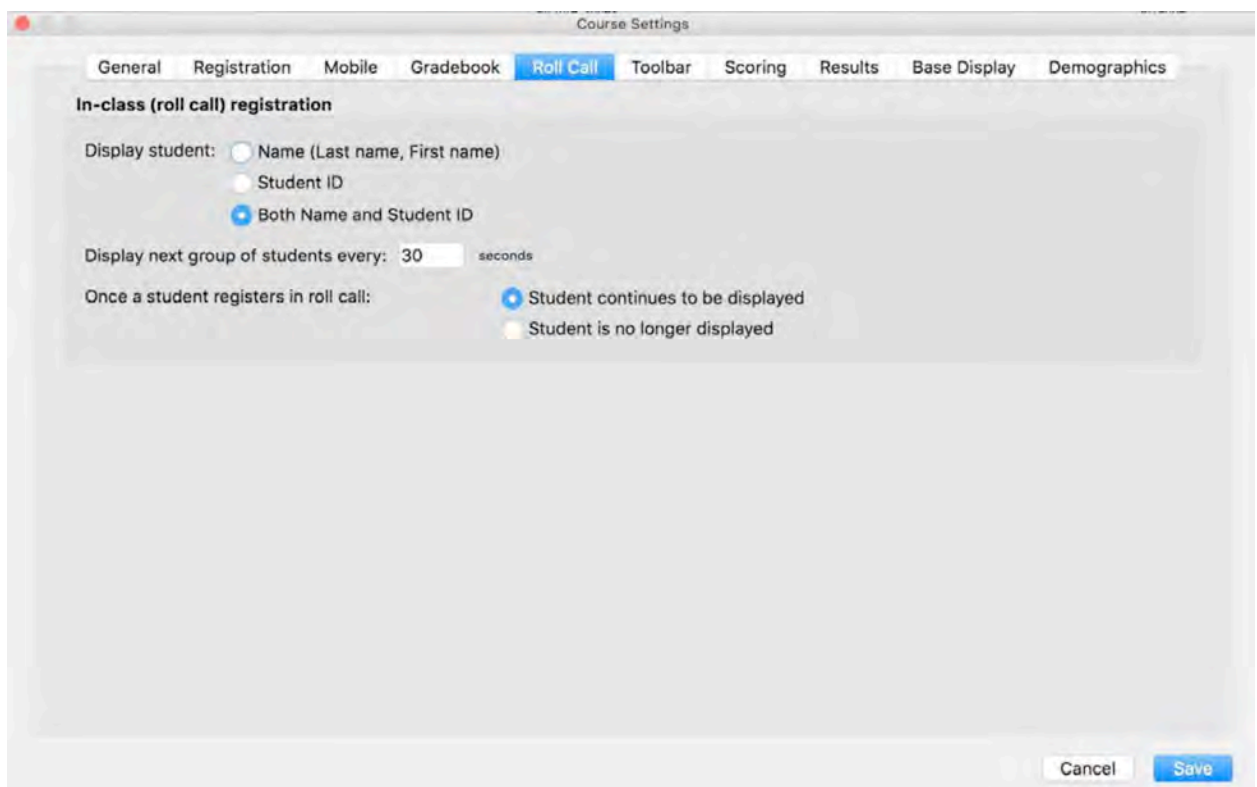 Course Settings
General Registration Mobile Gradebook Roll Call Toolbar Scoring Results Base Display Demographics
In-class (roll call) registration
Display student: Name (Last name, First name)
Student ID
Both Name and Student ID
Display next group of students every: 30 seconds
Once a student registers in roll call: Student continues to be displayed
Student is no longer displayed
Cancel Save